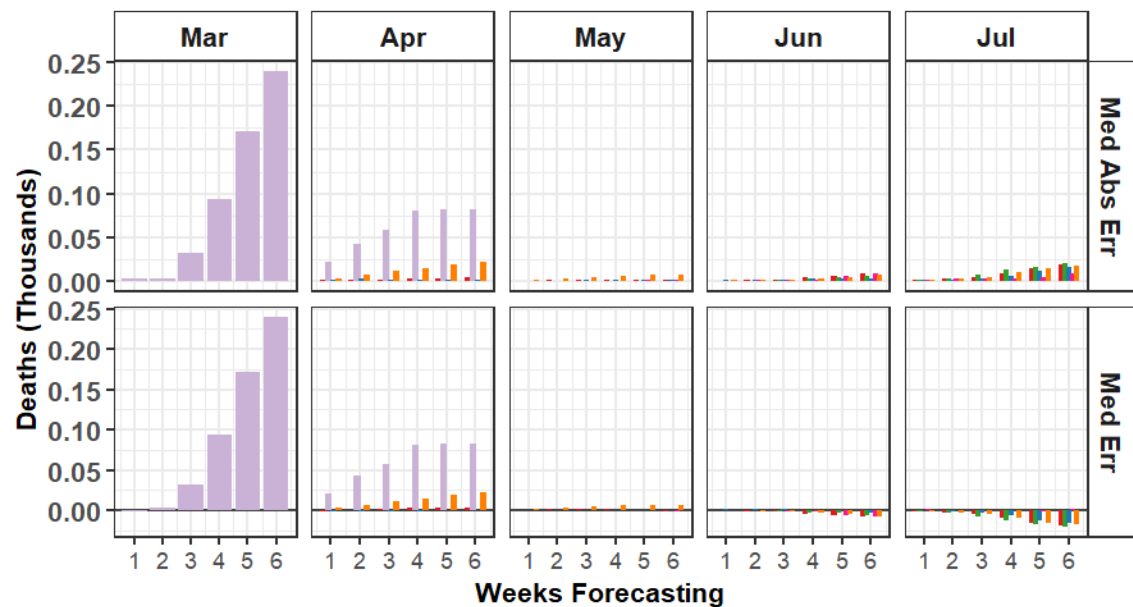 Mar Apr May Jun Jul
0.25
0.20
0.15
0.10
0.05
0.00
Med Abs Err
Deaths (Thousands)
0.25
0.20
0.15
0.10
0.05
0.00
Med Err
1 2 3 4 5 6 1 2 3 4 5 6 1 2 3 4 5 6 1 2 3 4 5 6 1 2 3 4 5 6
Weeks Forecasting